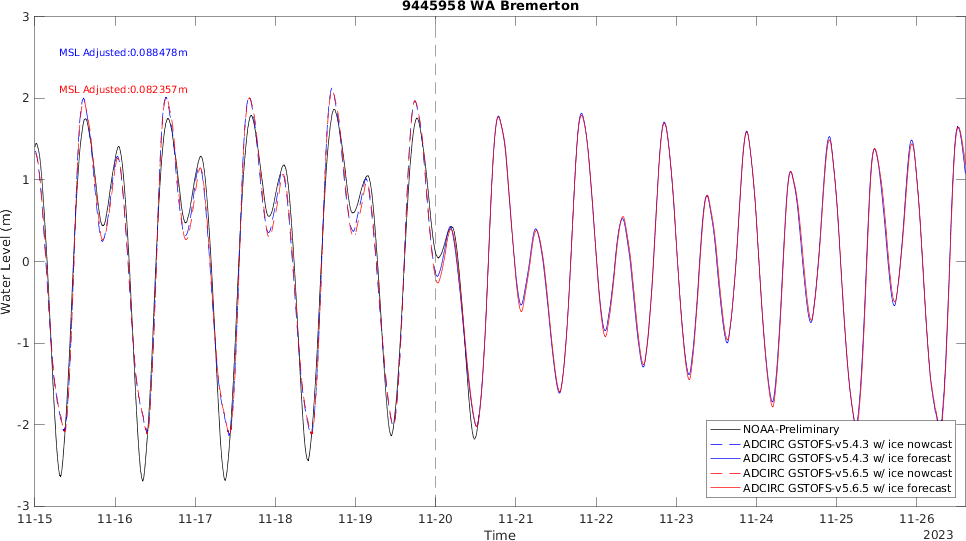 9445958 WA Bremerton
3
MSL Adjusted:0.088478m
MSL Adjusted:0.082357m
2
1
0
-1
-2
-3
Water Level (m)
NOAA-Preliminary
ADCIRC GSTOFS-v5.4.3 w/ ice nowcast
ADCIRC GSTOFS-v5.4.3 w/ ice forecast
ADCIRC GSTOFS-v5.6.5 w/ ice nowcast
ADCIRC GSTOFS-v5.6.5 w/ ice forecast
11-15 11-16 11-17 11-18 11-19 11-20 11-21 11-22 11-23 11-24 11-25 11-26
Time
2023